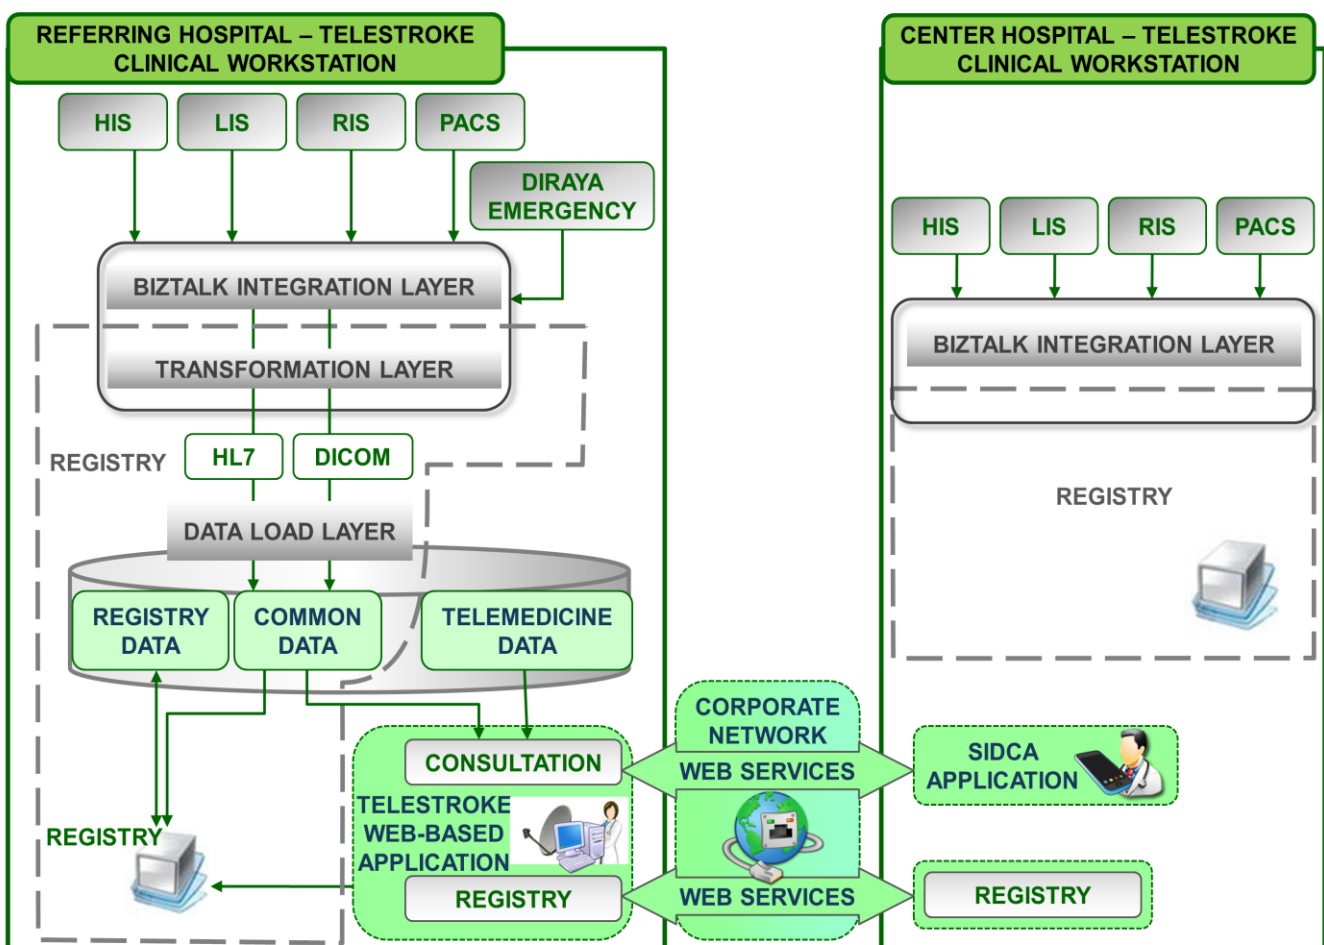 REFERRING HOSPITAL – TELESTROKE
CLINICAL WORKSTATION
HIS
LIS
RIS
PACS
DIRAYA
EMERGENCY
BIZTALK INTEGRATION LAYER
TRANSFORMATION LAYER
REGISTRY
HL7
DICOM
DATA LOAD LAYER
REGISTRY
DATA
COMMON
DATA
TELEMEDICINE
DATA
REGISTRY
CONSULTATION
TELESTROKE
WEB-BASED
APPLICATION
REGISTRY
CORPORATE
NETWORK
WEB SERVICES
WEB SERVICES
CENTER HOSPITAL – TELESTROKE
CLINICAL WORKSTATION
HIS
LIS
RIS
PACS
BIZTALK INTEGRATION LAYER
REGISTRY
SIDCA
APPLICATION
REGISTRY